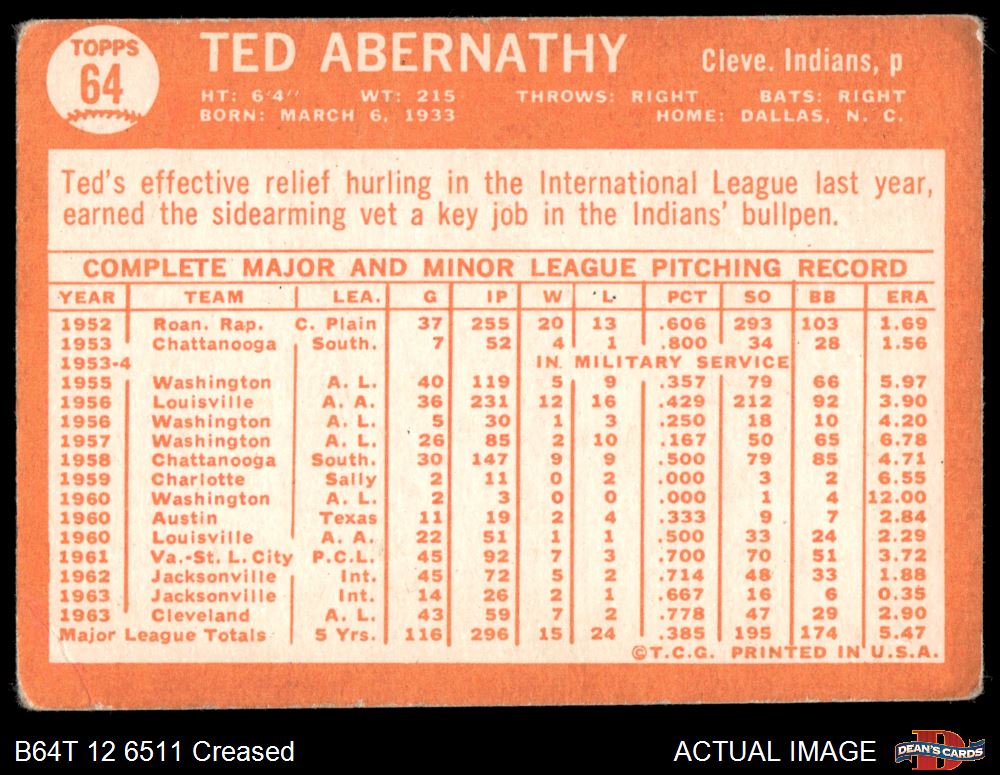 TOPPS
64
TED ABERNATHY
Cleve. Indians, p
HT: 6'4" WT: 215 THROWS: RIGHT BATS: RIGHT
BORN: MARCH 6, 1933 HOME: DALLAS, N. C.
Ted's effective relief hurling in the International League last year,
earned the sidearming vet a key job in the Indians' bullpen.
COMPLETE MAJOR AND MINOR LEAGUE PITCHING RECORD
YEAR TEAM LEA. G IP W L PCT SO BB ERA
1952 Roan. Rap. C. Plain 37 255 20 13 .606 293 103 1.69
1953 Chattanooga South. 7 52 4 1 .800 34 28 1.56
1953-4 IN MILITARY SERVICE
1955 Washington A. L. 40 119 5 9 .357 79 66 5.97
1956 Louisville A. A. 36 231 12 16 .429 212 92 3.90
1956 Washington A. L. 5 30 1 3 .250 18 10 4.20
1957 Washington A. L. 26 85 2 10 .167 50 65 6.78
1958 Chattanooga South. 30 147 9 9 .500 79 85 4.71
1959 Charlotte Sally 2 11 0 2 .000 3 2 6.55
1960 Washington A. L. 2 3 0 0 .000 1 4 12.00
1960 Austin Texas 11 19 2 4 .333 9 7 2.84
1960 Louisville A. A. 22 51 1 1 .500 33 24 2.29
1961 Va.-St. L. City P.C.L. 45 92 7 3 .700 70 51 3.72
1962 Jacksonville Int. 45 72 5 2 .714 48 33 1.88
1963 Jacksonville Int. 14 26 2 1 .667 16 6 0.35
1963 Cleveland A. L. 43 59 7 2 .778 47 29 2.90
Major League Totals 5 Yrs. 116 296 15 24 .385 195 174 5.47
©T.C.G. PRINTED IN U.S.A.
B64T 12 6511 Creased
ACTUAL IMAGE
DEAN'S CARDS